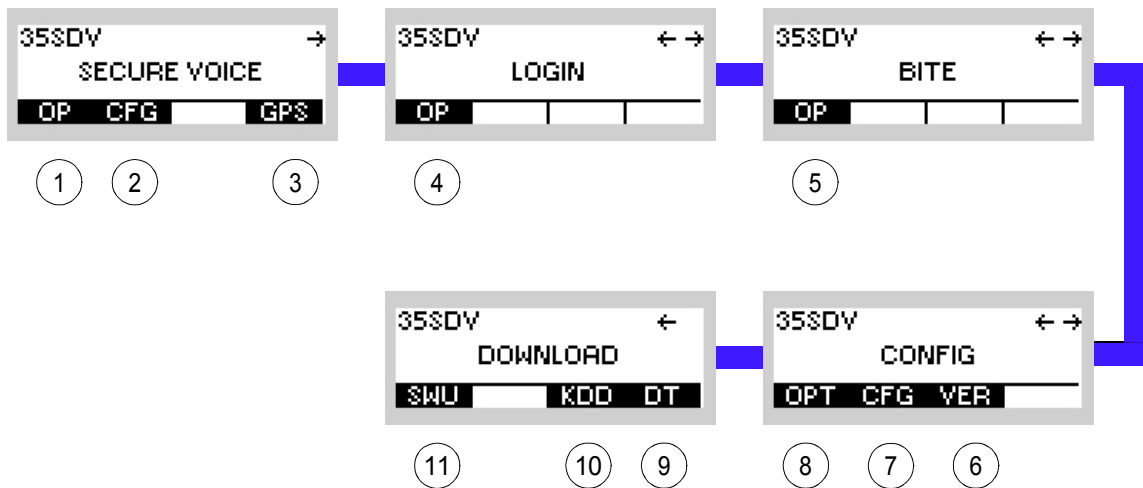 35SDV →
SECURE VOICE
OP CFG GPS
1 2 3
35SDV ← →
LOGIN
OP
4
35SDV ← →
BITE
OP
5
35SDV ←
DOWNLOAD
SWU KDD DT
11 10 9
35SDV ← →
CONFIG
OPT CFG VER
8 7 6